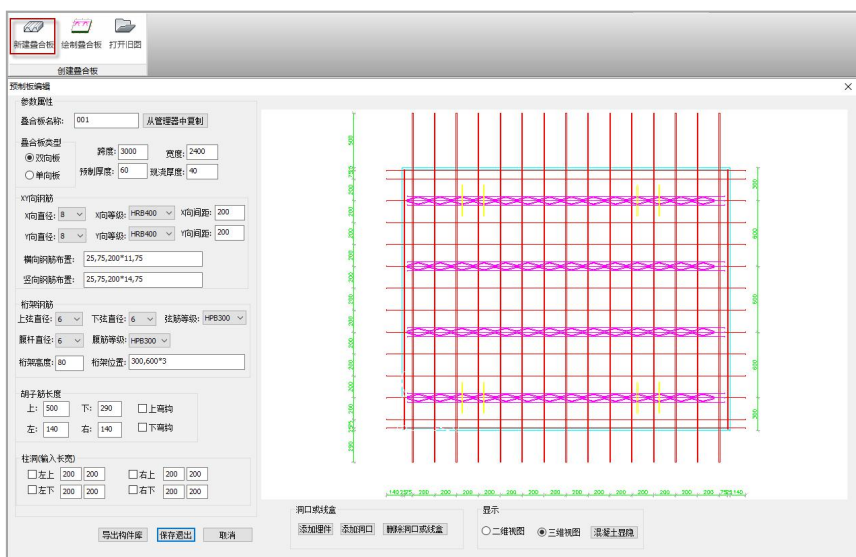 新建叠合板 绘制叠合板 打开旧图
创建叠合板
预制板编辑
参数属性
叠合板名称: 001 从管理器中复制
叠合板类型
双向板
单向板
跨度: 3000 宽度: 2400
预制厚度: 60 现浇厚度: 40
XY向钢筋
X向直径: 8 X向等级: HRB400 X向间距: 200
Y向直径: 8 Y向等级: HRB400 Y向间距: 200
横向钢筋布置: 25,75,200*11,75
竖向钢筋布置: 25,75,200*14,75
桁架钢筋
上弦直径: 6 下弦直径: 6 弦筋等级: HPB300
腹杆直径: 6 腹筋等级: HPB300
桁架高度: 80 桁架位置: 300,600*3
胡子筋长度
上: 500 下: 290 上弯钩
左: 140 右: 140 下弯钩
柱洞(输入长宽)
左上 200 200 右上 200 200
左下 200 200 右下 200 200
导出构件库 保存退出 取消
洞口或线盒
添加埋件 添加洞口 删除洞口或线盒
显示
二维视图 三维视图 混凝土显隐